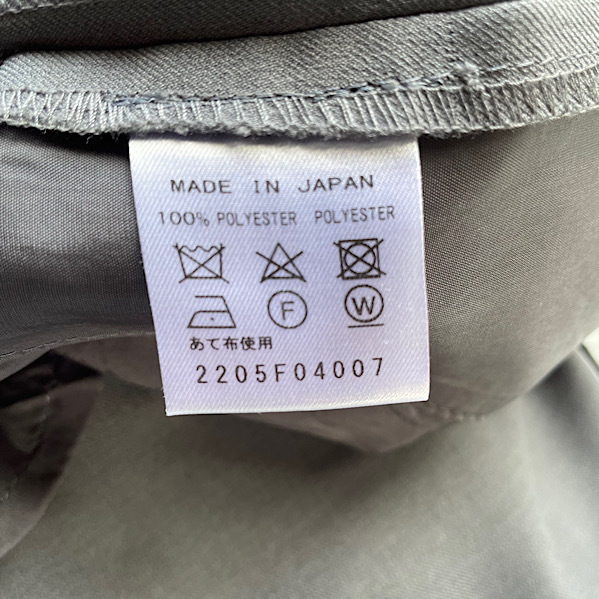 MADE IN JAPAN
100% POLYESTER POLYESTER
F W
あて布使用
2205F04007